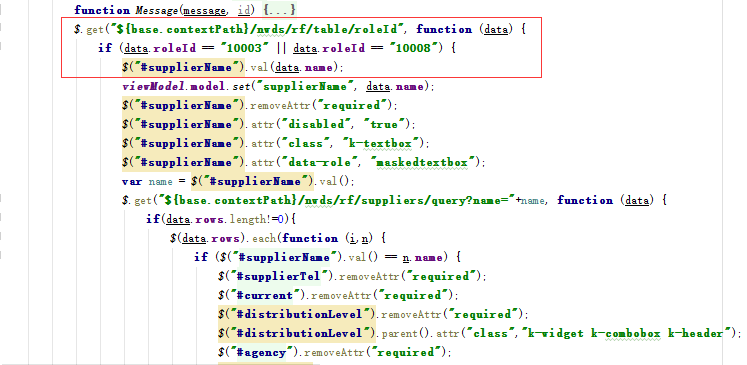 function Message(message, id) {...}
$.get("${base.contextPath}/nwds/rf/table/roleId", function (data) {
if (data.roleId == "10003" || data.roleId == "10008") {
$("#supplierName").val(data.name);
viewModel.model.set("supplierName", data.name);
$("#supplierName").removeAttr("required");
$("#supplierName").attr("disabled", "true");
$("#supplierName").attr("class", "k-textbox");
$("#supplierName").attr("data-role", "maskedtextbox");
var name = $("#supplierName").val();
$.get("${base.contextPath}/nwds/rf/suppliers/query?name="+name, function (data) {
if(data.rows.length!=0){
$(data.rows).each(function (i,n) {
if ($("#supplierName").val() == n.name) {
$("#supplierTel").removeAttr("required");
$("#current").removeAttr("required");
$("#distributionLevel").removeAttr("required");
$("#distributionLevel").parent().attr("class","k-widget k-combobox k-header");
$("#agency").removeAttr("required");